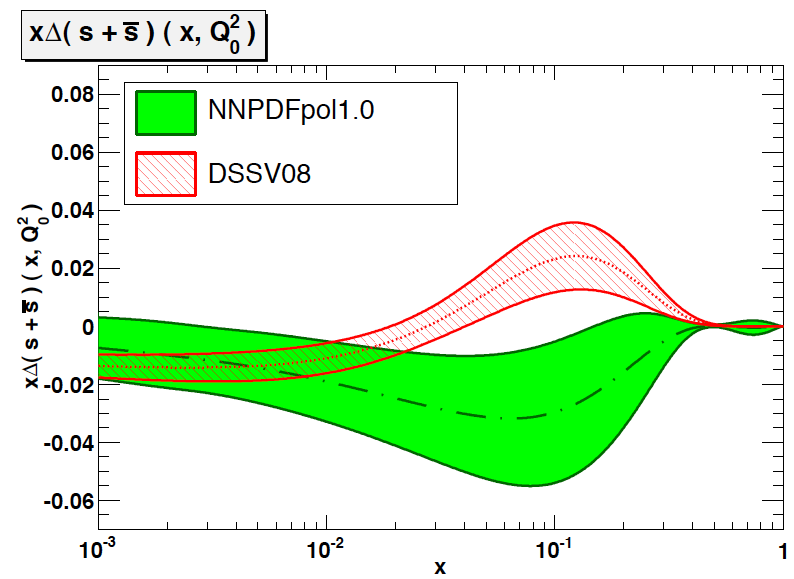 xΔ( s + s̅ ) ( x, Q₀² )
NNPDFpol1.0
DSSV08
xΔ( s + s̅ ) ( x, Q₀² )
0.08
0.06
0.04
0.02
0
-0.02
-0.04
-0.06
10⁻³ 10⁻² 10⁻¹ 1
x